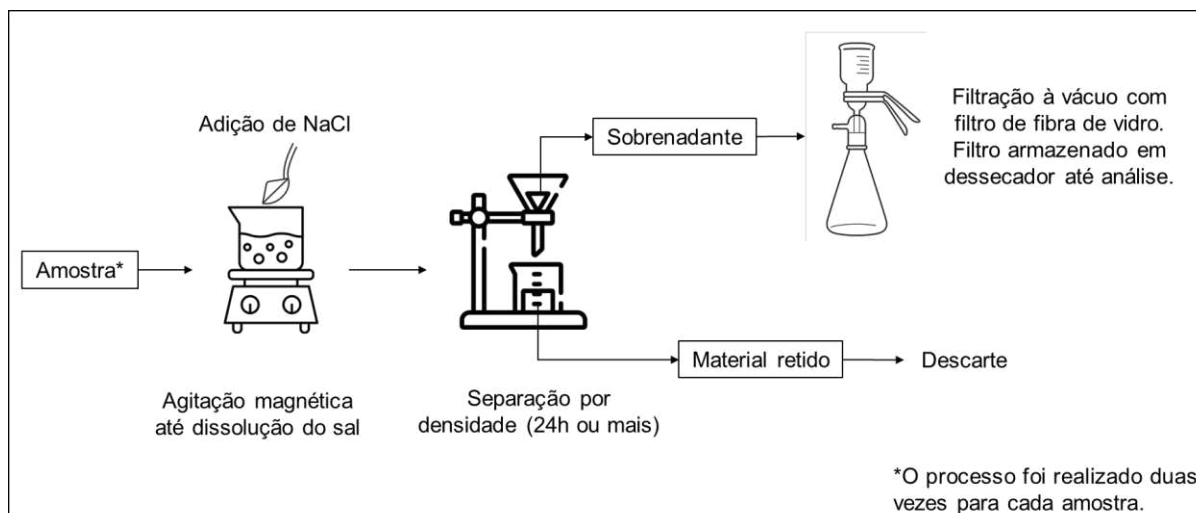 Adição de NaCl
Amostra*
Agitação magnética
até dissolução do sal
Separação por
densidade (24h ou mais)
Sobrenadante
Filtração à vácuo com
filtro de fibra de vidro.
Filtro armazenado em
dessecador até análise.
Material retido
Descarte
*O processo foi realizado duas
vezes para cada amostra.